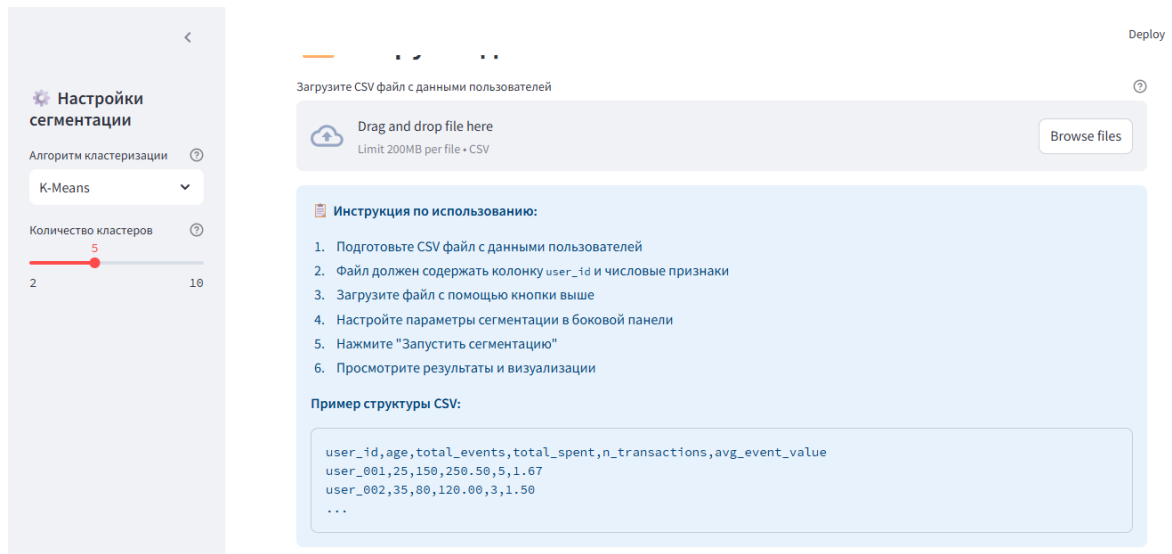 Deploy
Настройки
сегментации
Алгоритм кластеризации
K-Means
Количество кластеров
5
2 10
Загрузите CSV файл с данными пользователей
Drag and drop file here
Limit 200MB per file • CSV
Browse files
Инструкция по использованию:
1. Подготовьте CSV файл с данными пользователей
2. Файл должен содержать колонку user_id и числовые признаки
3. Загрузите файл с помощью кнопки выше
4. Настройте параметры сегментации в боковой панели
5. Нажмите "Запустить сегментацию"
6. Просмотрите результаты и визуализации
Пример структуры CSV:
user_id,age,total_events,total_spent,n_transactions,avg_event_value
user_001,25,150,250.50,5,1.67
user_002,35,80,120.00,3,1.50
...